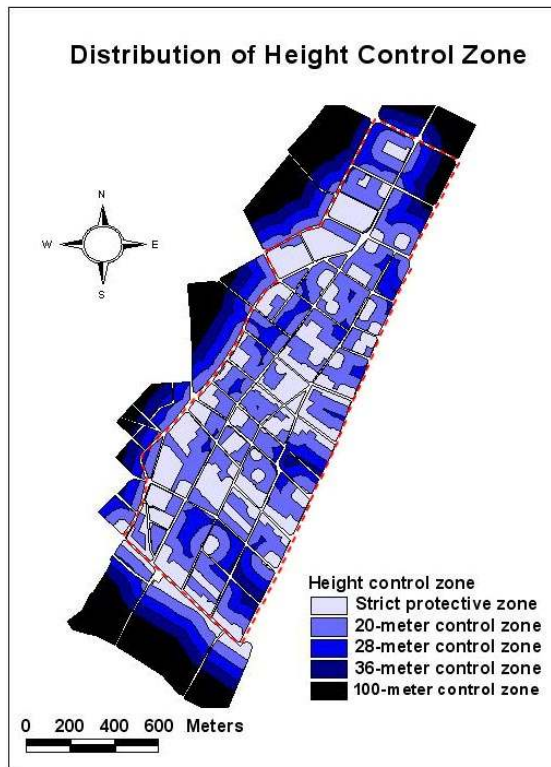 Distribution of Height Control Zone
N
W E
S
Height control zone
Strict protective zone
20-meter control zone
28-meter control zone
36-meter control zone
100-meter control zone
0 200 400 600 Meters